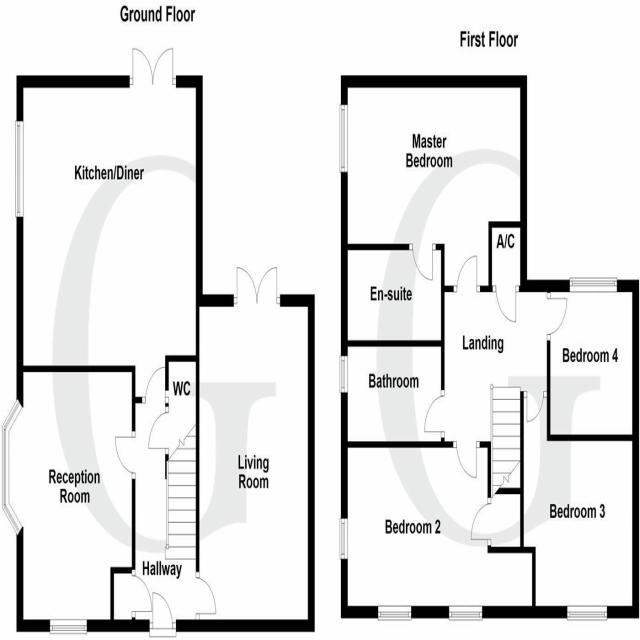 Ground Floor
Kitchen/Diner
WC
Reception
Room
Living
Room
Hallway
First Floor
Master
Bedroom
A/C
En-suite
Landing
Bedroom 4
Bathroom
Bedroom 2
Bedroom 3
G
G